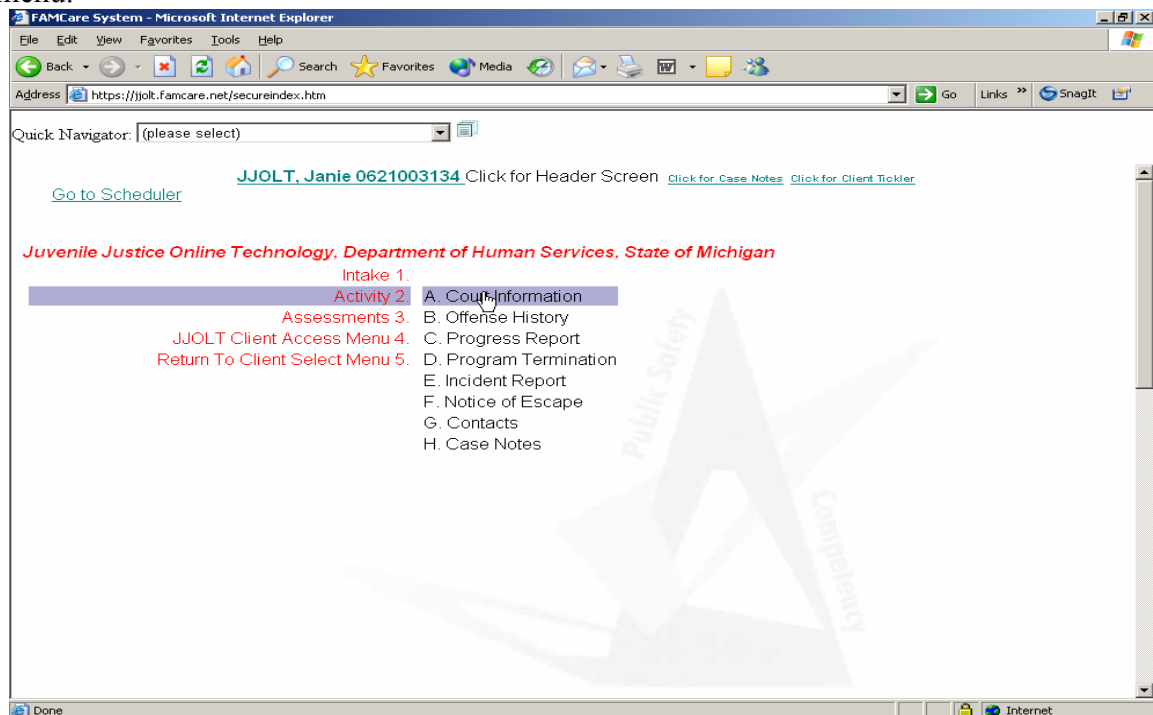 menu.
FAMCare System - Microsoft Internet Explorer
File Edit View Favorites Tools Help
Back Search Favorites Media
Address https://jjolt.famcare.net/secureindex.htm Go Links » SnagIt
Quick Navigator: (please select)
JJOLT, Janie 0621003134 Click for Header Screen Click for Case Notes Click for Client Tickler
Go to Scheduler
Juvenile Justice Online Technology, Department of Human Services, State of Michigan
Intake 1.
Activity 2. A. Court Information
Assessments 3. B. Offense History
JJOLT Client Access Menu 4. C. Progress Report
Return To Client Select Menu 5. D. Program Termination
E. Incident Report
F. Notice of Escape
G. Contacts
H. Case Notes
Public Safety
Competency
Done Internet